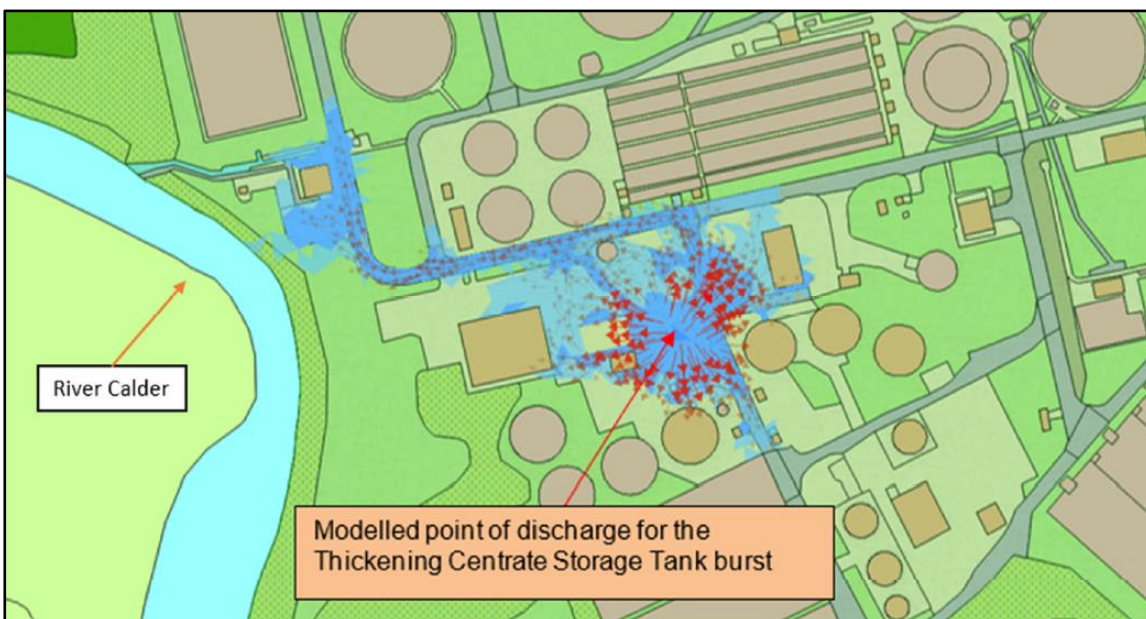 River Calder
Modelled point of discharge for the
Thickening Centrate Storage Tank burst